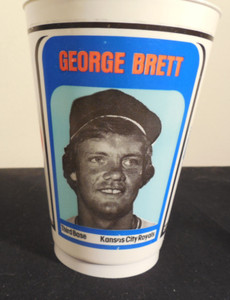 GEORGE BRETT
Third Base Kansas City Royals